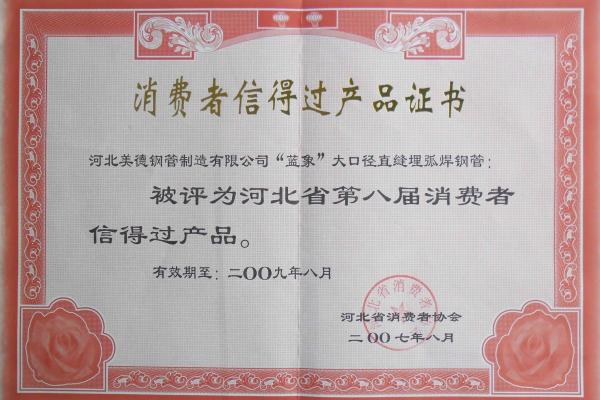 消费者信得过产品证书
河北美德钢管制造有限公司“蓝象”大口径直缝埋弧焊钢管：
被评为河北省第八届消费者
信得过产品。
有效期至：二〇〇九年八月
河北省消费者协会
二〇〇七年八月